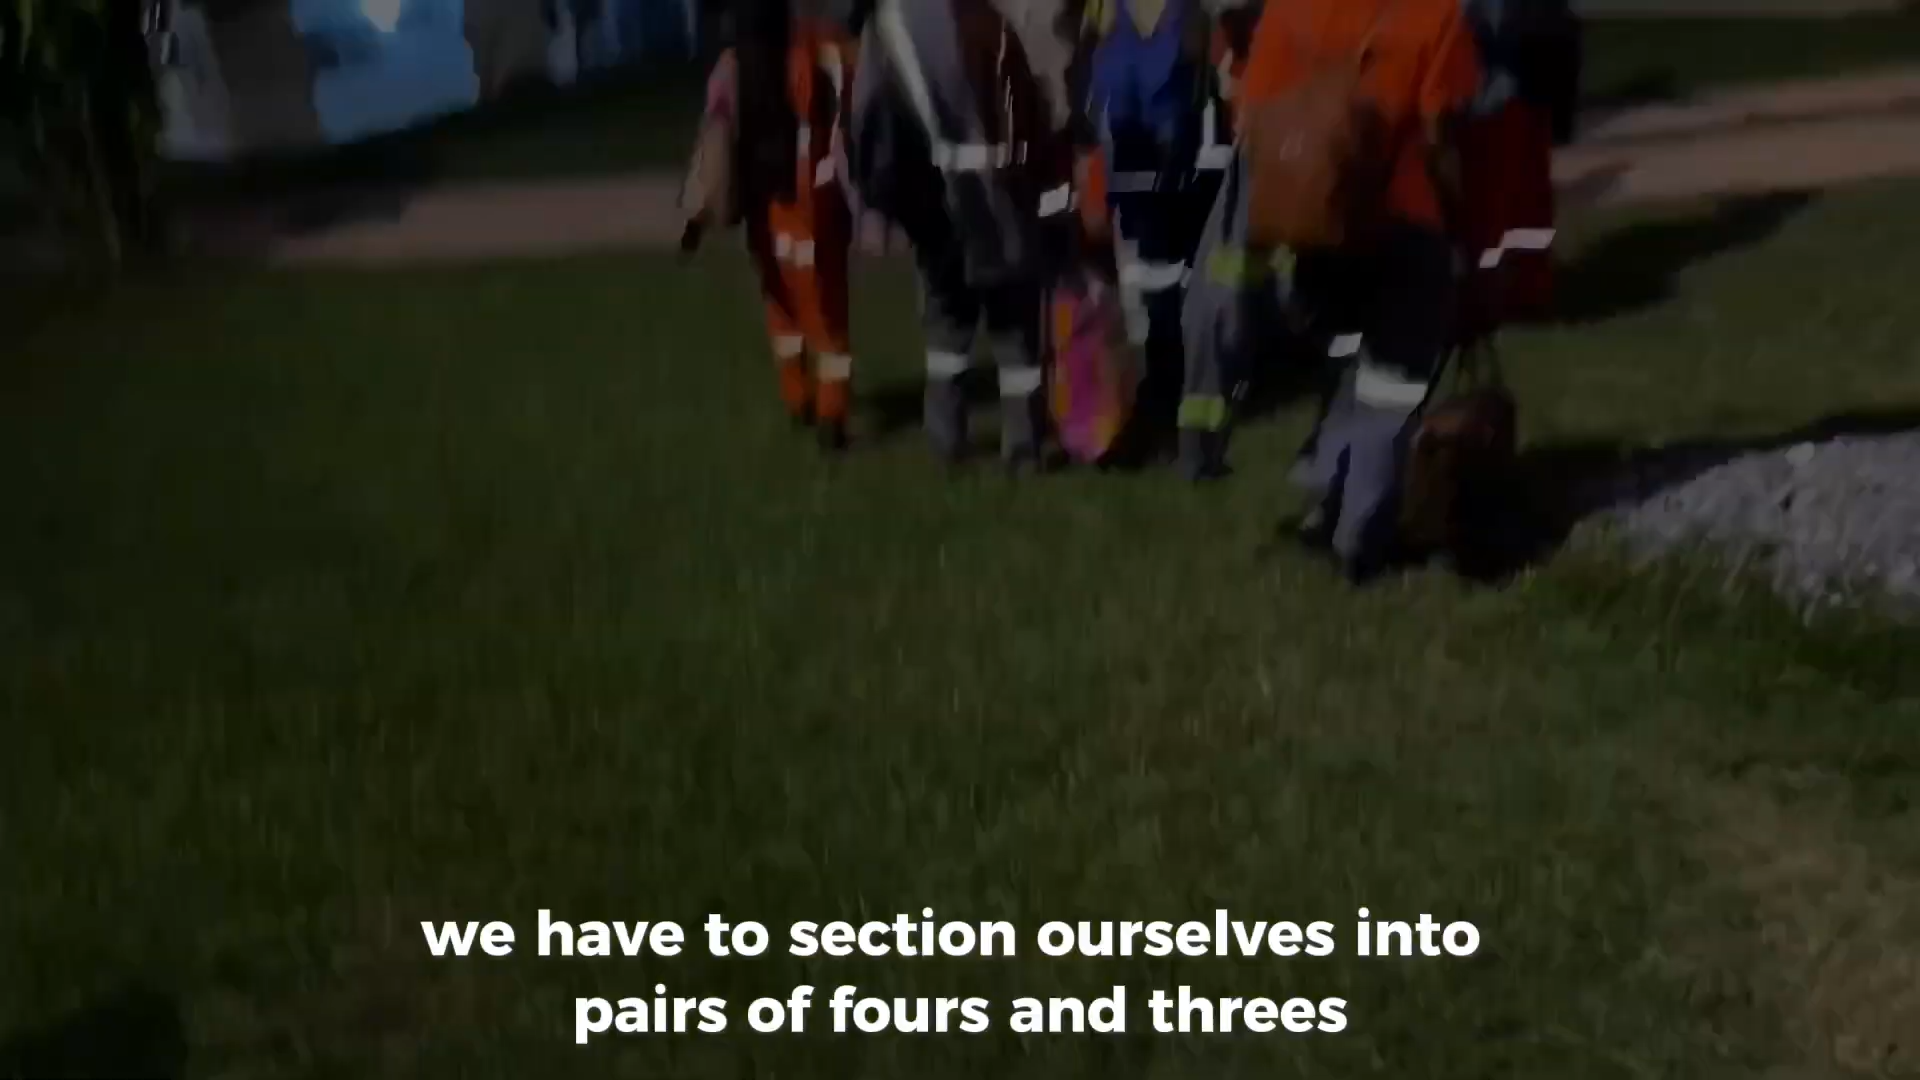 we have to section ourselves into
pairs of fours and threes